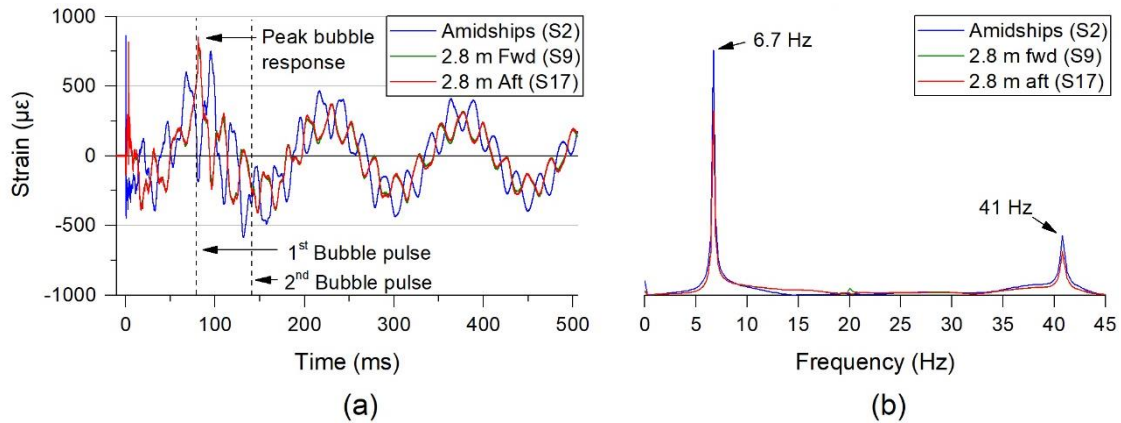 1000
500
0
-500
-1000
Strain (με)
0
100
200
300
400
500
Time (ms)
Peak bubble
response
Amidships (S2)
2.8 m Fwd (S9)
2.8 m Aft (S17)
1st Bubble pulse
2nd Bubble pulse
(a)
6.7 Hz
Amidships (S2)
2.8 m fwd (S9)
2.8 m aft (S17)
41 Hz
0
5
10
15
20
25
30
35
40
45
Frequency (Hz)
(b)